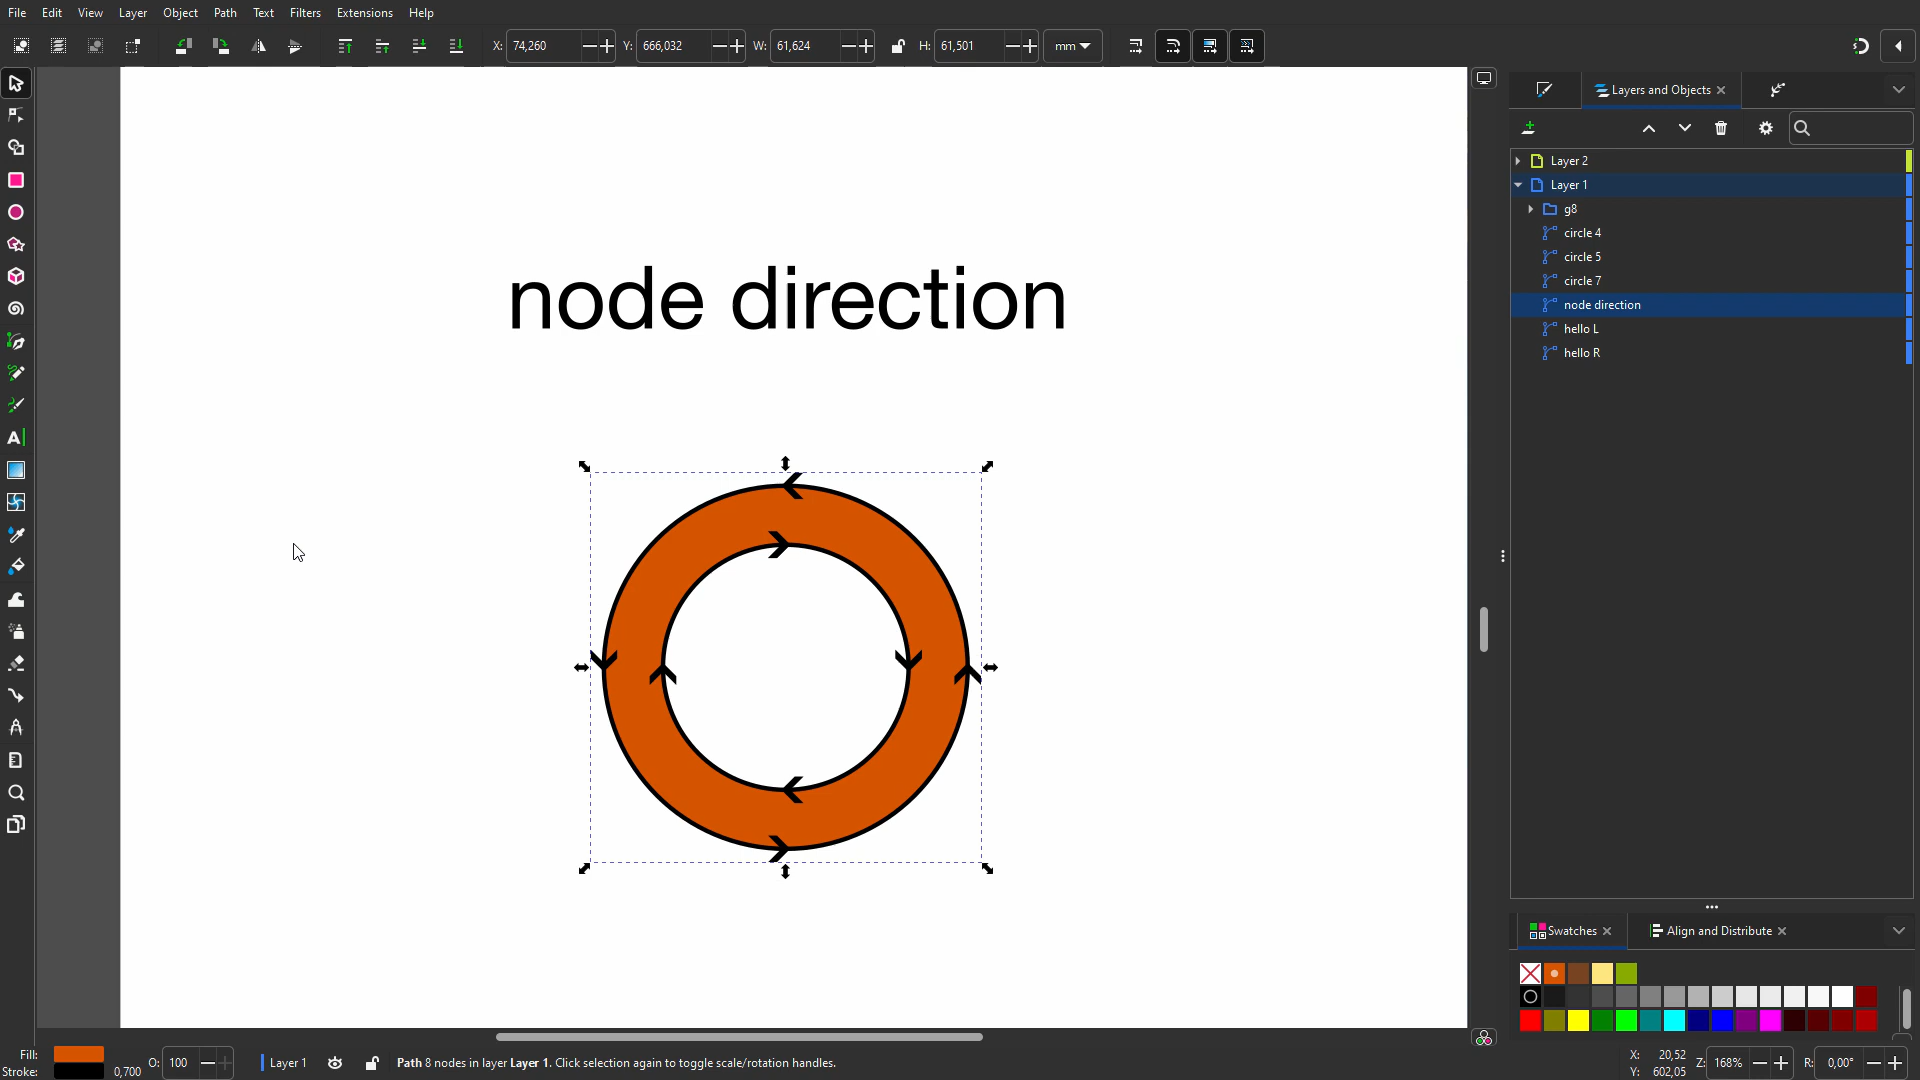 File Edit View Layer Object Path Text Filters Extensions Help
X: 74,260 Y: 666,032 W: 61,624 H: 61,501 mm
Layers and Objects
Layer 2
Layer 1
g8
circle 4
circle 5
circle 7
node direction
hello L
hello R
node direction
Swatches Align and Distribute
Fill: O: 100 Layer 1 Path 8 nodes in layer Layer 1. Click selection again to toggle scale/rotation handles. X: 20,52 Z: 168% R: 0,00°
Stroke: 0,700 Y: 602,05